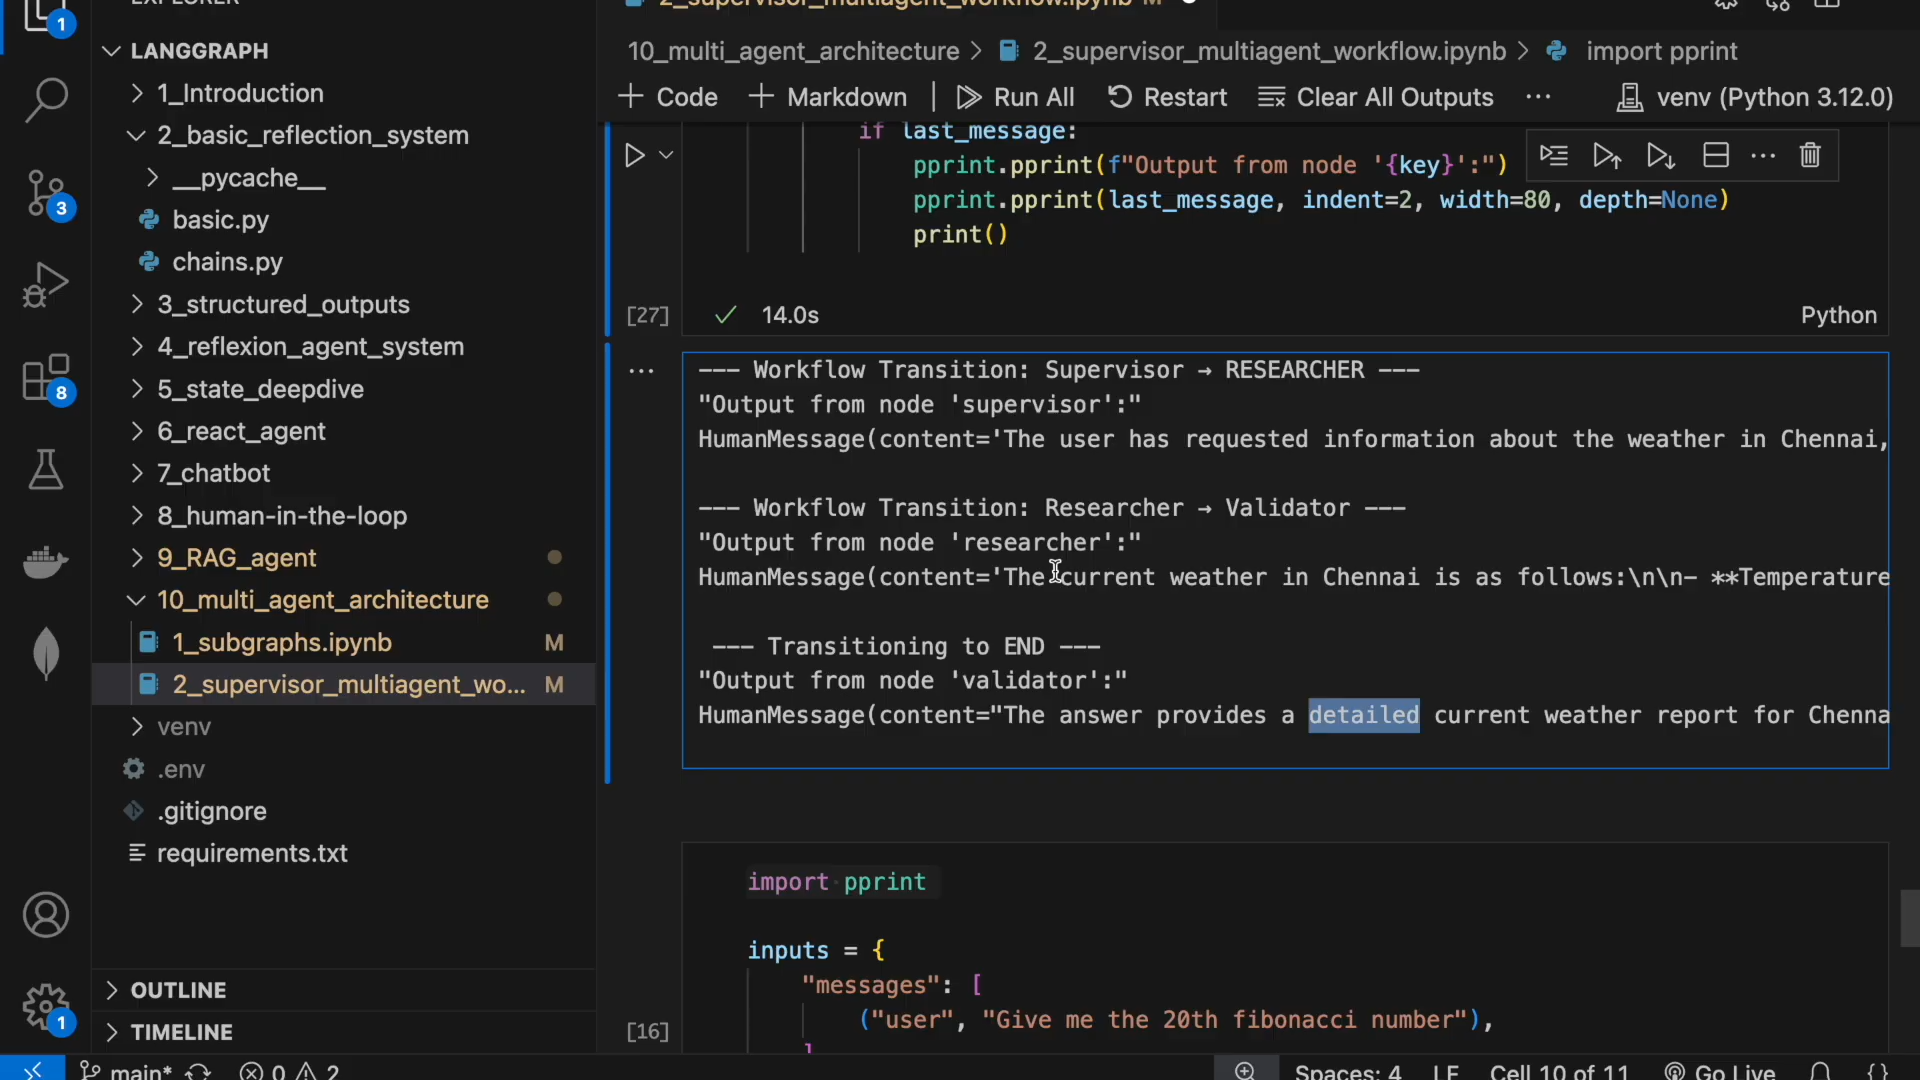 EXPLORER
LANGGRAPH
1_Introduction
2_basic_reflection_system
__pycache__
basic.py
chains.py
3_structured_outputs
4_reflexion_agent_system
5_state_deepdive
6_react_agent
7_chatbot
8_human-in-the-loop
9_RAG_agent
10_multi_agent_architecture
1_subgraphs.ipynb M
2_supervisor_multiagent_wo... M
venv
.env
.gitignore
requirements.txt
OUTLINE
TIMELINE
1
3
8
1
2_supervisor_multiagent_workflow.ipynb M
10_multi_agent_architecture > 2_supervisor_multiagent_workflow.ipynb > import pprint
+ Code + Markdown | Run All Restart Clear All Outputs ... venv (Python 3.12.0)
if last_message:
pprint.pprint(f"Output from node '{key}':")
pprint.pprint(last_message, indent=2, width=80, depth=None)
print()
[27] ✓ 14.0s Python
--- Workflow Transition: Supervisor → RESEARCHER ---
"Output from node 'supervisor':"
HumanMessage(content='The user has requested information about the weather in Chennai,
--- Workflow Transition: Researcher → Validator ---
"Output from node 'researcher':"
HumanMessage(content='The current weather in Chennai is as follows:\n\n- **Temperature
--- Transitioning to END ---
"Output from node 'validator':"
HumanMessage(content="The answer provides a detailed current weather report for Chenna
import pprint
inputs = {
"messages": [
("user", "Give me the 20th fibonacci number"),
]
[16]
main* 0 2 Spaces: 4 LF Cell 10 of 11 Go Live {}